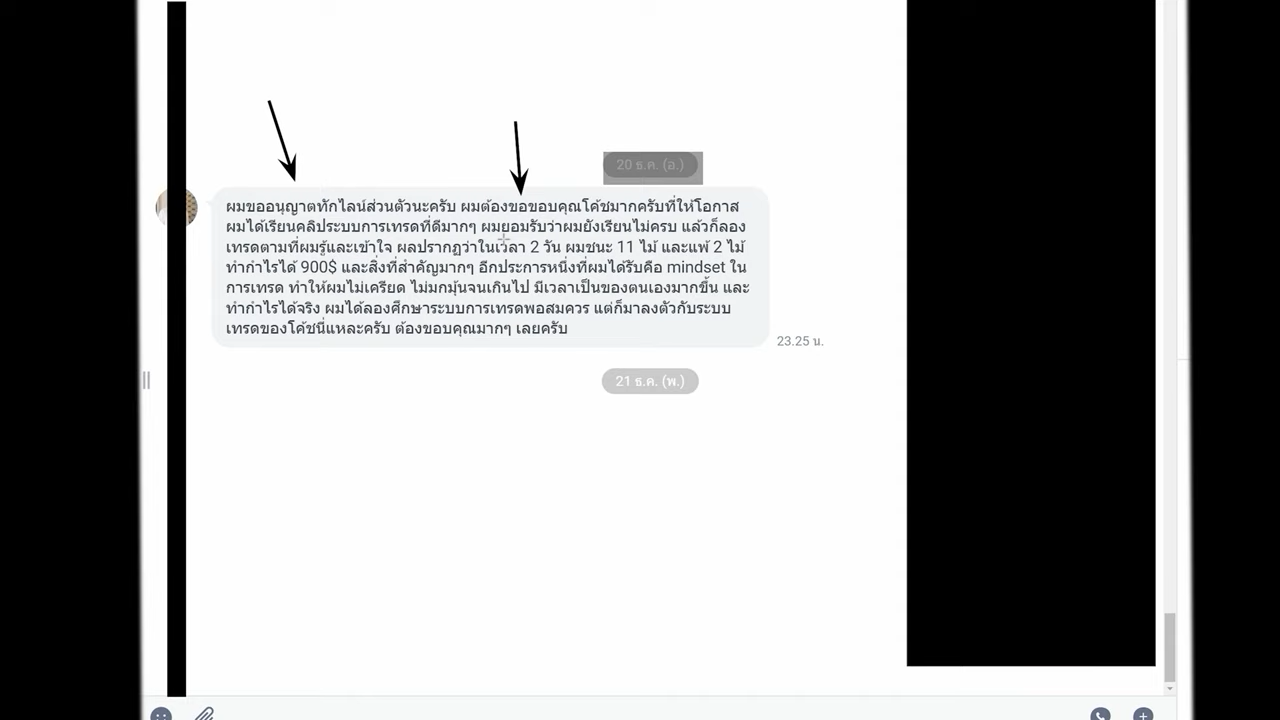 20 ธ.ค. (อ.)
ผมขออนุญาตทักไลน์ส่วนตัวนะครับ ผมต้องขอขอบคุณโค้ชมากครับที่ให้โอกาส
ผมได้เรียนคลิประบบการเทรดที่ดีมากๆ ผมยอมรับว่าผมยังเรียนไม่ครบ แล้วก็ลอง
เทรดตามที่ผมรู้และเข้าใจ ผลปรากฏว่าในเวลา 2 วัน ผมชนะ 11 ไม้ และแพ้ 2 ไม้
ทำกำไรได้ 900$ และสิ่งที่สำคัญมากๆ อีกประการหนึ่งที่ผมได้รับคือ mindset ใน
การเทรด ทำให้ผมไม่เครียด ไม่มกมุ้นจนเกินไป มีเวลาเป็นของตนเองมากขึ้น และ
ทำกำไรได้จริง ผมได้ลองศึกษาระบบการเทรดพอสมควร แต่ก็มาลงตัวกับระบบ
เทรดของโค้ชนี่แหละครับ ต้องขอบคุณมากๆ เลยครับ
23.25 น.
21 ธ.ค. (พ.)